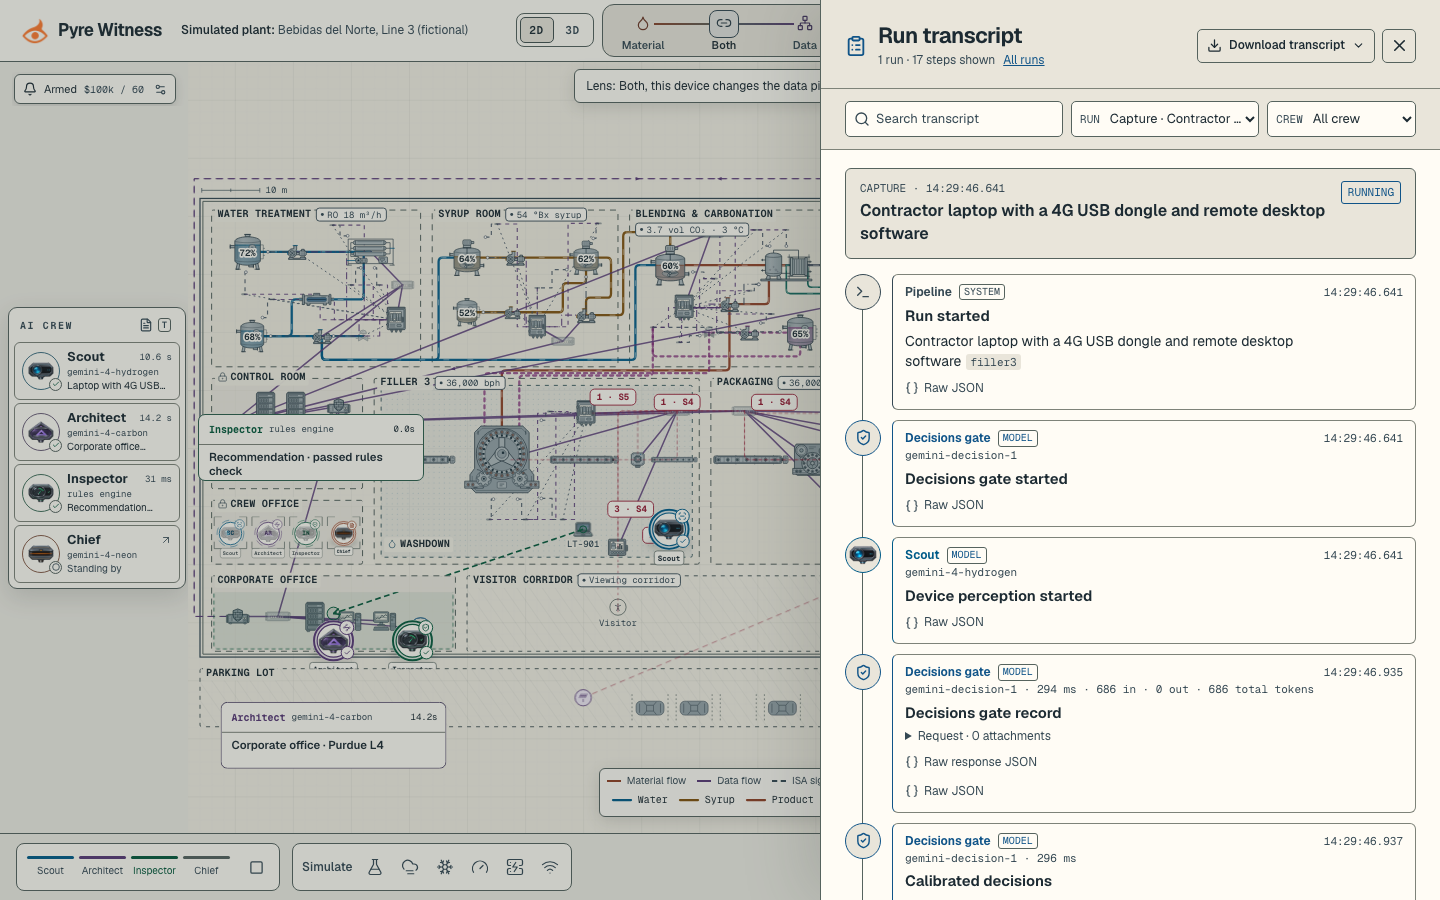 Pyre Witness
Simulated plant: Bebidas del Norte, Line 3 (fictional)
2D 3D
Material Both Data
Armed $100k / 60
Lens: Both, this device changes the data pi
10 m
WATER TREATMENT • RO 18 m³/h
SYRUP ROOM • 54 °Bx syrup
BLENDING & CARBONATION
• 3.7 vol CO₂ · 3 °C
72%
64%
62%
60%
52%
68%
65%
AI CREW T
Scout 10.6 s
gemini-4-hydrogen
Laptop with 4G USB...
Architect 14.2 s
gemini-4-carbon
Corporate office...
Inspector 31 ms
rules engine
Recommendation...
Chief
gemini-4-neon
Standing by
CONTROL ROOM
FILLER 3 • 36,000 bph
PACKAGING • 36,00
1 · S5
1 · S4
1 · S4
Inspector rules engine 0.0s
Recommendation · passed rules
check
CREW OFFICE
SC AR IN
Scout Architect Inspector Chief
3 · S4
WASHDOWN
LT-901
Scout
CORPORATE OFFICE
VISITOR CORRIDOR • Viewing corridor
Visitor
PARKING LOT
Architect gemini-4-carbon 14.2s
Corporate office · Purdue L4
Material flow Data flow ISA sig
Water Syrup Product
Scout Architect Inspector Chief
Simulate
Run transcript
1 run · 17 steps shown All runs
Download transcript
Search transcript
RUN Capture · Contractor ...
CREW All crew
CAPTURE · 14:29:46.641
RUNNING
Contractor laptop with a 4G USB dongle and remote desktop
software
Pipeline SYSTEM 14:29:46.641
Run started
Contractor laptop with a 4G USB dongle and remote desktop
software filler3
{ } Raw JSON
Decisions gate MODEL 14:29:46.641
gemini-decision-1
Decisions gate started
{ } Raw JSON
Scout MODEL 14:29:46.641
gemini-4-hydrogen
Device perception started
{ } Raw JSON
Decisions gate MODEL 14:29:46.935
gemini-decision-1 · 294 ms · 686 in · 0 out · 686 total tokens
Decisions gate record
Request · 0 attachments
{ } Raw response JSON
{ } Raw JSON
Decisions gate MODEL 14:29:46.937
gemini-decision-1 · 296 ms
Calibrated decisions